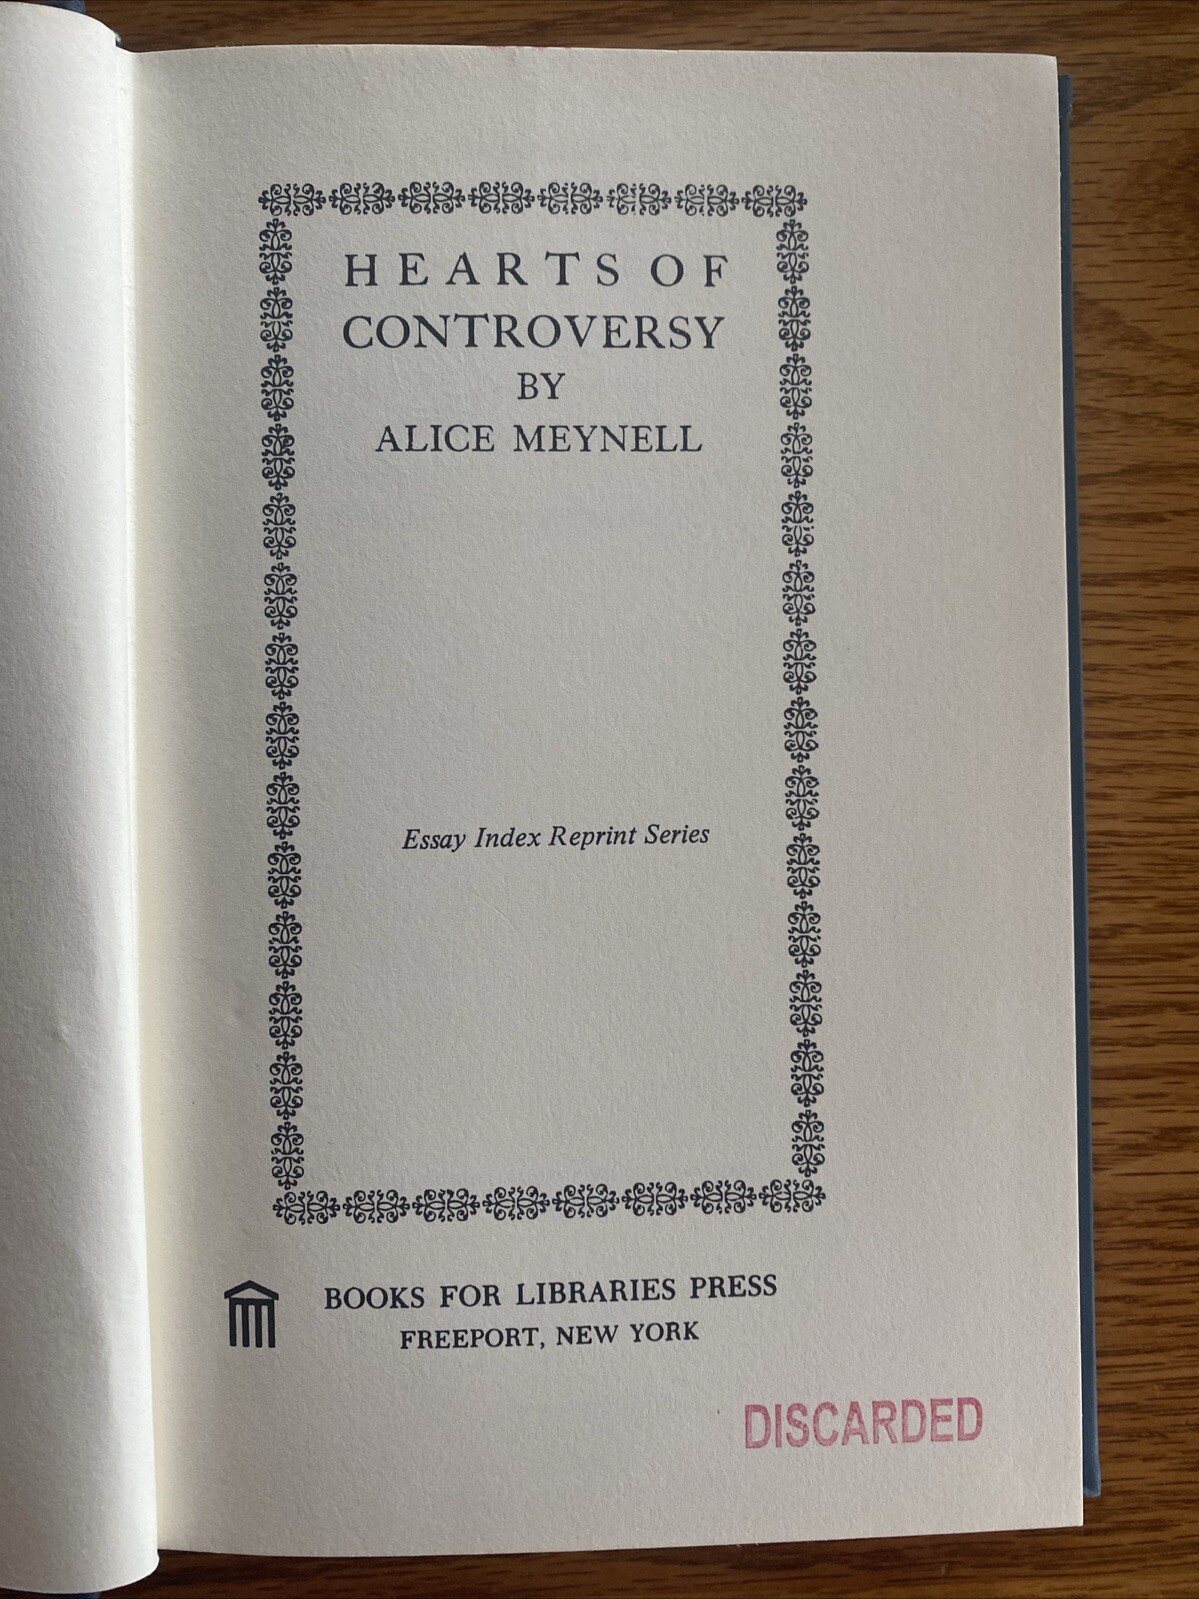 HEARTS OF
CONTROVERSY
BY
ALICE MEYNELL
Essay Index Reprint Series
BOOKS FOR LIBRARIES PRESS
FREEPORT, NEW YORK
DISCARDED